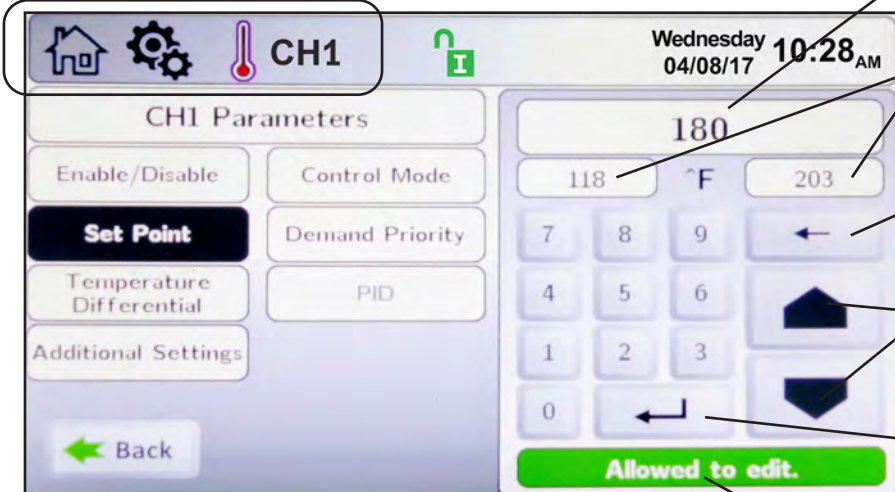 CH1
I
Wednesday
04/08/17
10:28 AM
CH1 Parameters
Enable/Disable
Control Mode
Set Point
Demand Priority
Temperature
Differential
PID
Additional Settings
Back
180
118
°F
203
7 8 9
4 5 6
1 2 3
0
Allowed to edit.